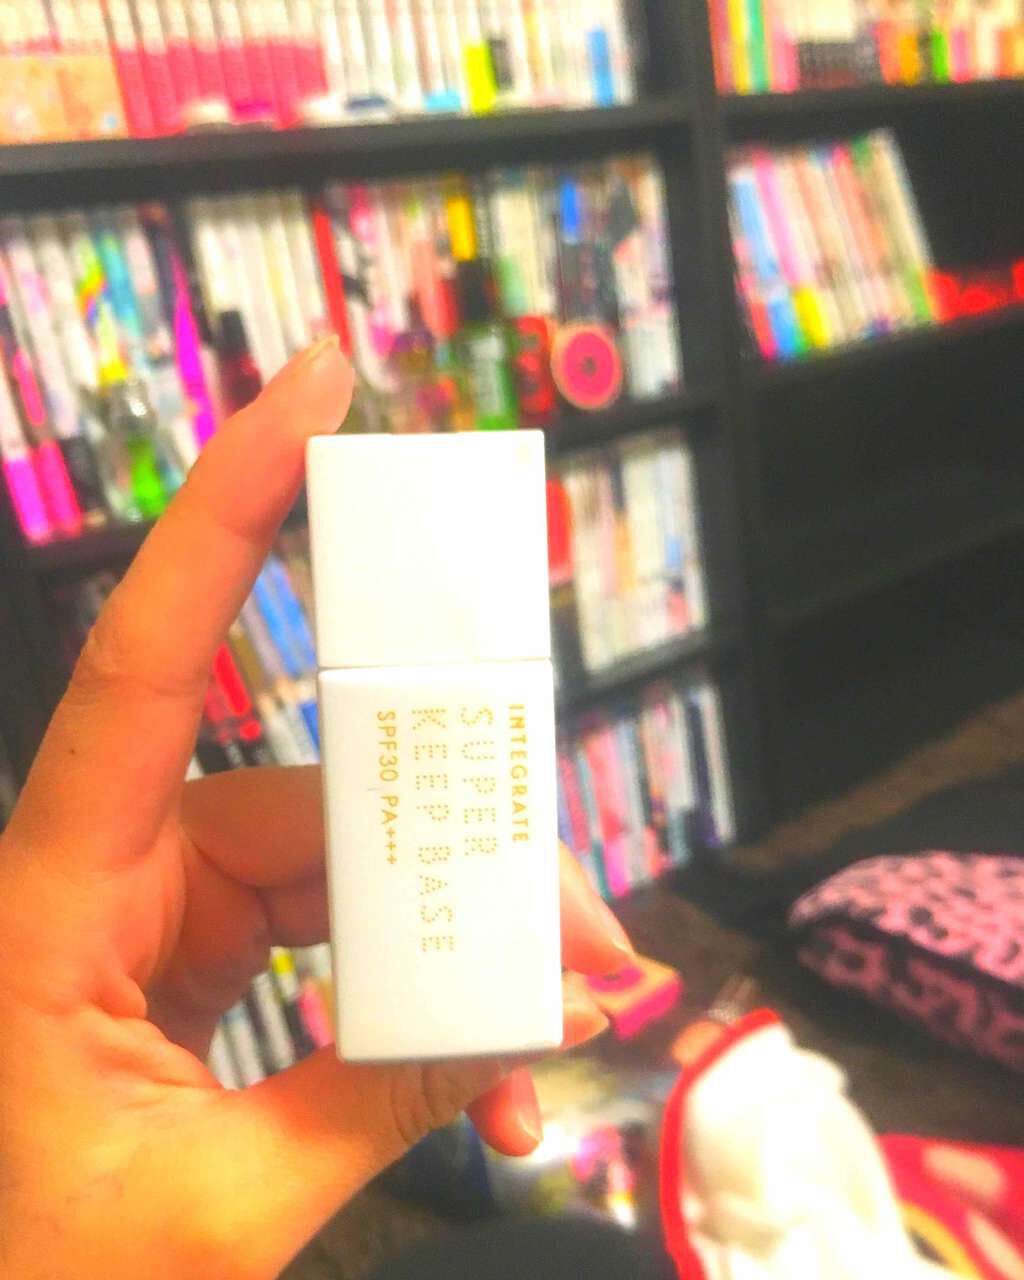 INTEGRATE
SUPER
KEEP BASE
SPF30 PA+++